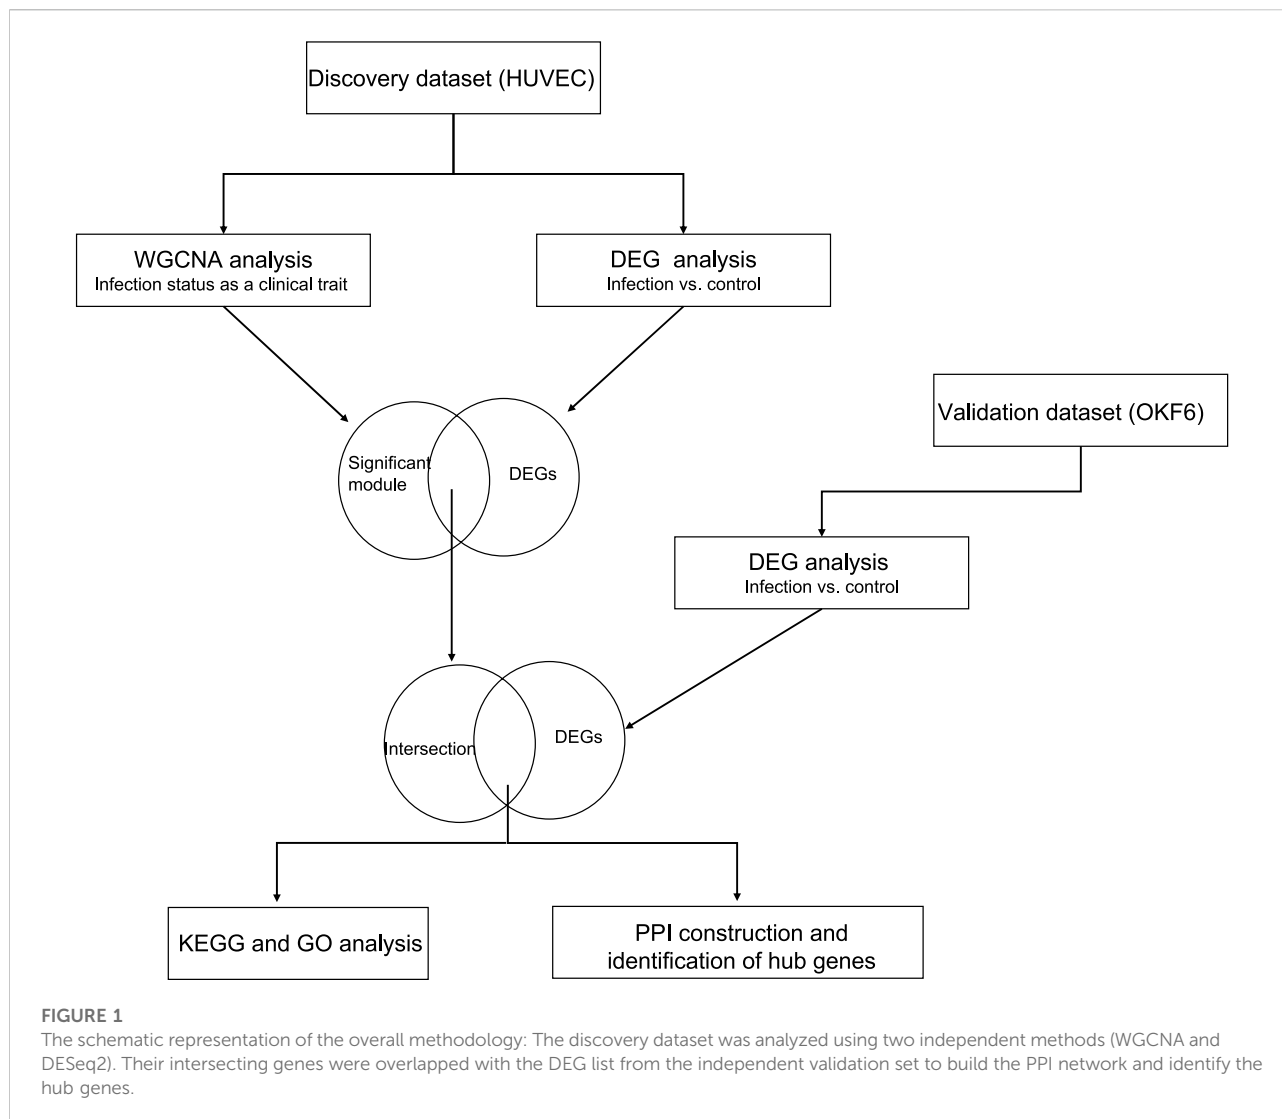 Discovery dataset (HUVEC)
WGCNA analysis
Infection status as a clinical trait
DEG analysis
Infection vs. control
Validation dataset (OKF6)
Significant
module
DEGs
DEG analysis
Infection vs. control
Intersection
DEGs
KEGG and GO analysis
PPI construction and
identification of hub genes
FIGURE 1
The schematic representation of the overall methodology: The discovery dataset was analyzed using two independent methods (WGCNA and
DESeq2). Their intersecting genes were overlapped with the DEG list from the independent validation set to build the PPI network and identify the
hub genes.